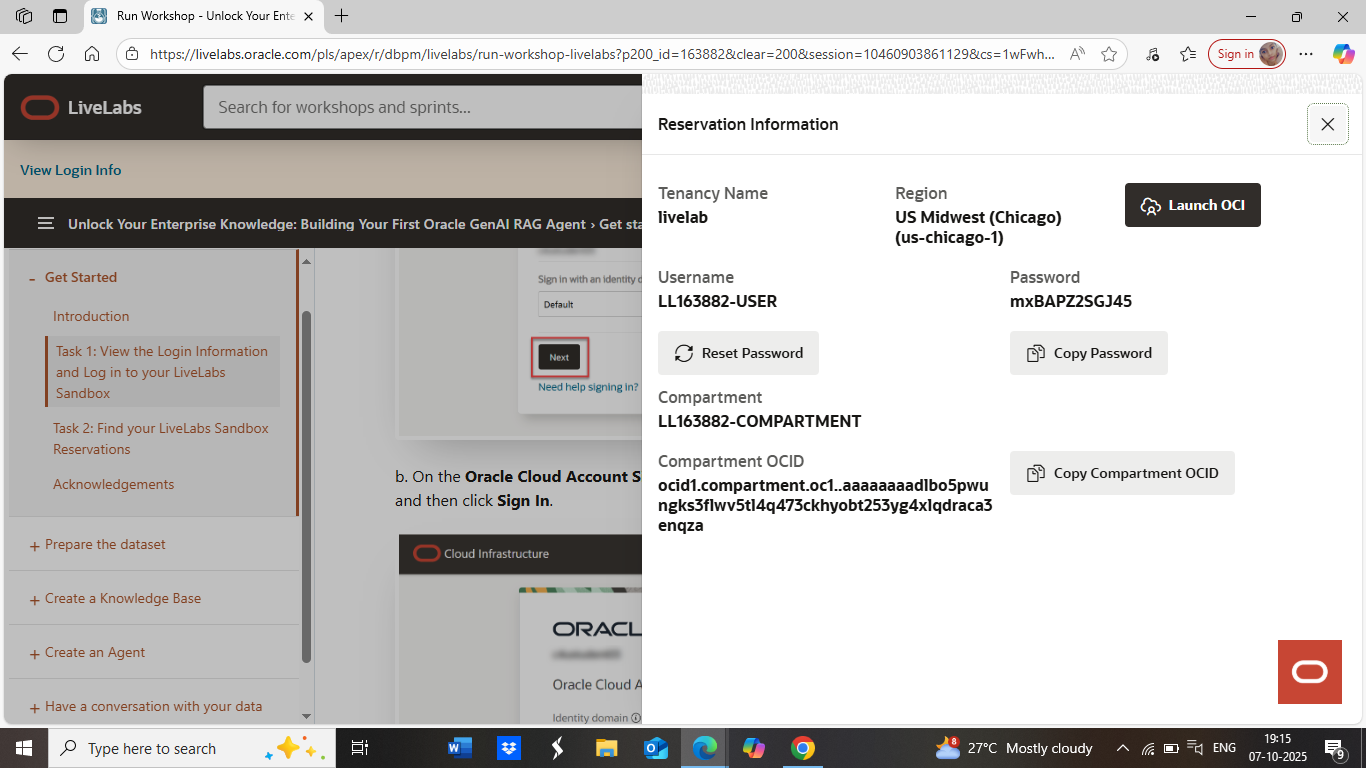 Run Workshop - Unlock Your Ente
https://livelabs.oracle.com/pls/apex/r/dbpm/livelabs/run-workshop-livelabs?p200_id=163882&clear=200&session=10460903861129&cs=1wFwh...
Sign in
LiveLabs
Search for workshops and sprints...
View Login Info
Unlock Your Enterprise Knowledge: Building Your First Oracle GenAI RAG Agent › Get sta
- Get Started
Introduction
Task 1: View the Login Information
and Log in to your LiveLabs
Sandbox
Task 2: Find your LiveLabs Sandbox
Reservations
Acknowledgements
+ Prepare the dataset
+ Create a Knowledge Base
+ Create an Agent
+ Have a conversation with your data
Sign in with an identity d
Default
Next
Need help signing in?
b. On the Oracle Cloud Account S
and then click Sign In.
Cloud Infrastructure
ORACL
Oracle Cloud A
Identity domain
Reservation Information
Tenancy Name
livelab
Region
US Midwest (Chicago)
(us-chicago-1)
Launch OCI
Username
LL163882-USER
Password
mxBAPZ2SGJ45
Reset Password
Copy Password
Compartment
LL163882-COMPARTMENT
Compartment OCID
ocid1.compartment.oc1..aaaaaaaadlbo5pwu
ngks3flwv5tl4q473ckhyobt253yg4xlqdraca3
enqza
Copy Compartment OCID
Type here to search
8
27°C Mostly cloudy
ENG
19:15
07-10-2025
9